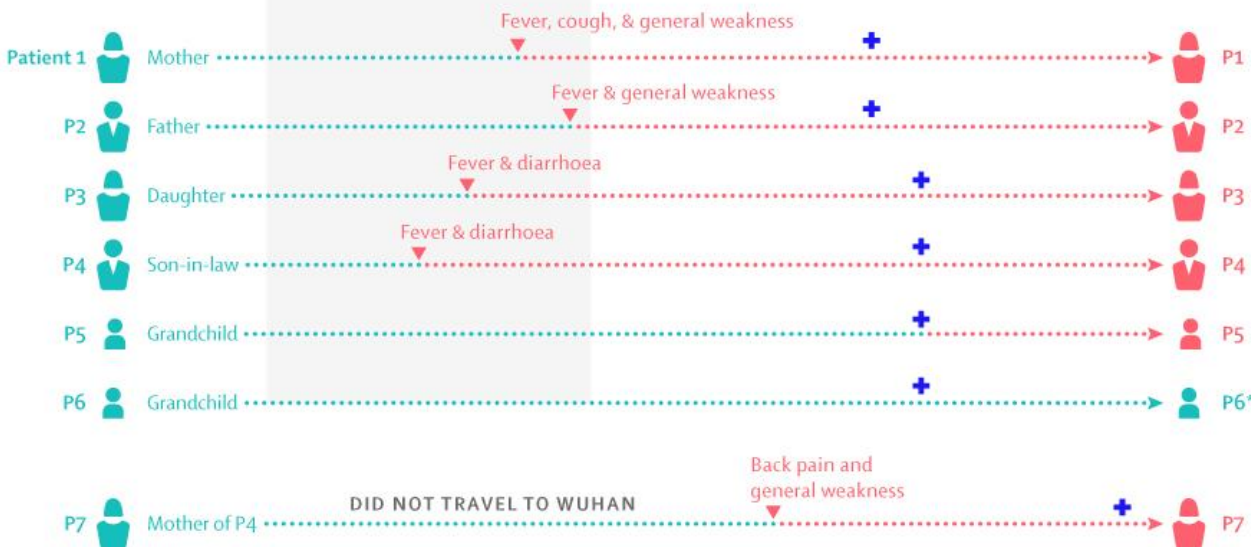 Fever, cough, & general weakness
Patient 1 Mother P1
Fever & general weakness
P2 Father P2
Fever & diarrhoea
P3 Daughter P3
Fever & diarrhoea
P4 Son-in-law P4
P5 Grandchild P5
P6 Grandchild P6*
Back pain and
general weakness
DID NOT TRAVEL TO WUHAN
P7 Mother of P4 P7